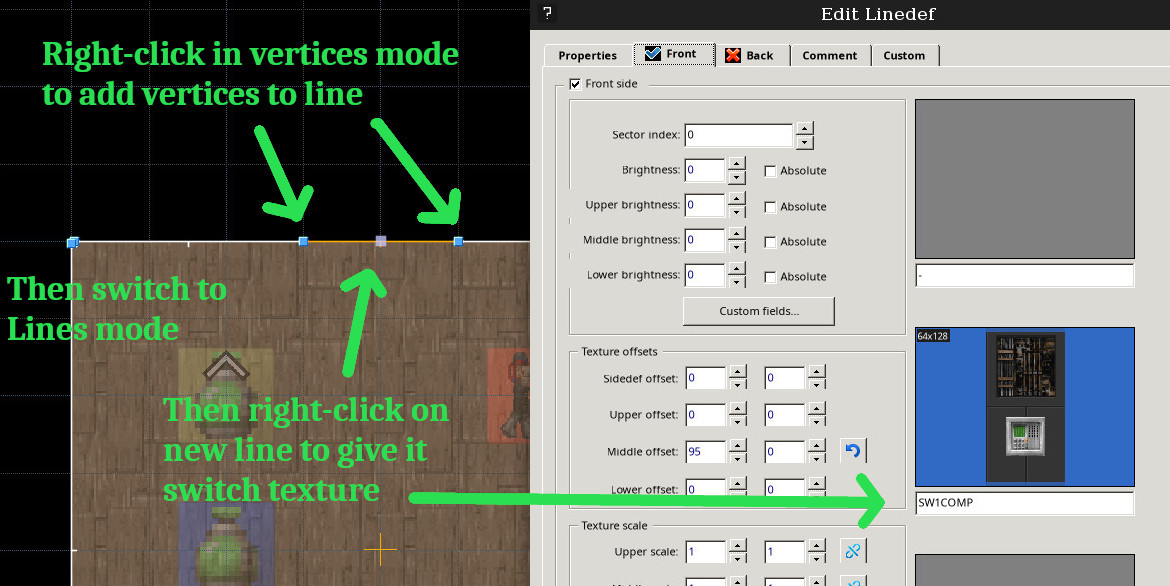 Right-click in vertices mode
to add vertices to line
Then switch to
Lines mode
Then right-click on
new line to give it
switch texture
?
Edit Linedef
Properties
Front
Back
Comment
Custom
Front side
Sector index: 0
Brightness: 0 Absolute
Upper brightness: 0 Absolute
Middle brightness: 0 Absolute
Lower brightness: 0 Absolute
Custom fields...
-
Texture offsets
Sidedef offset: 0 0
Upper offset: 0 0
Middle offset: 95 0
Lower offset: 0 0
64x128
SW1COMP
Texture scale
Upper scale: 1 1